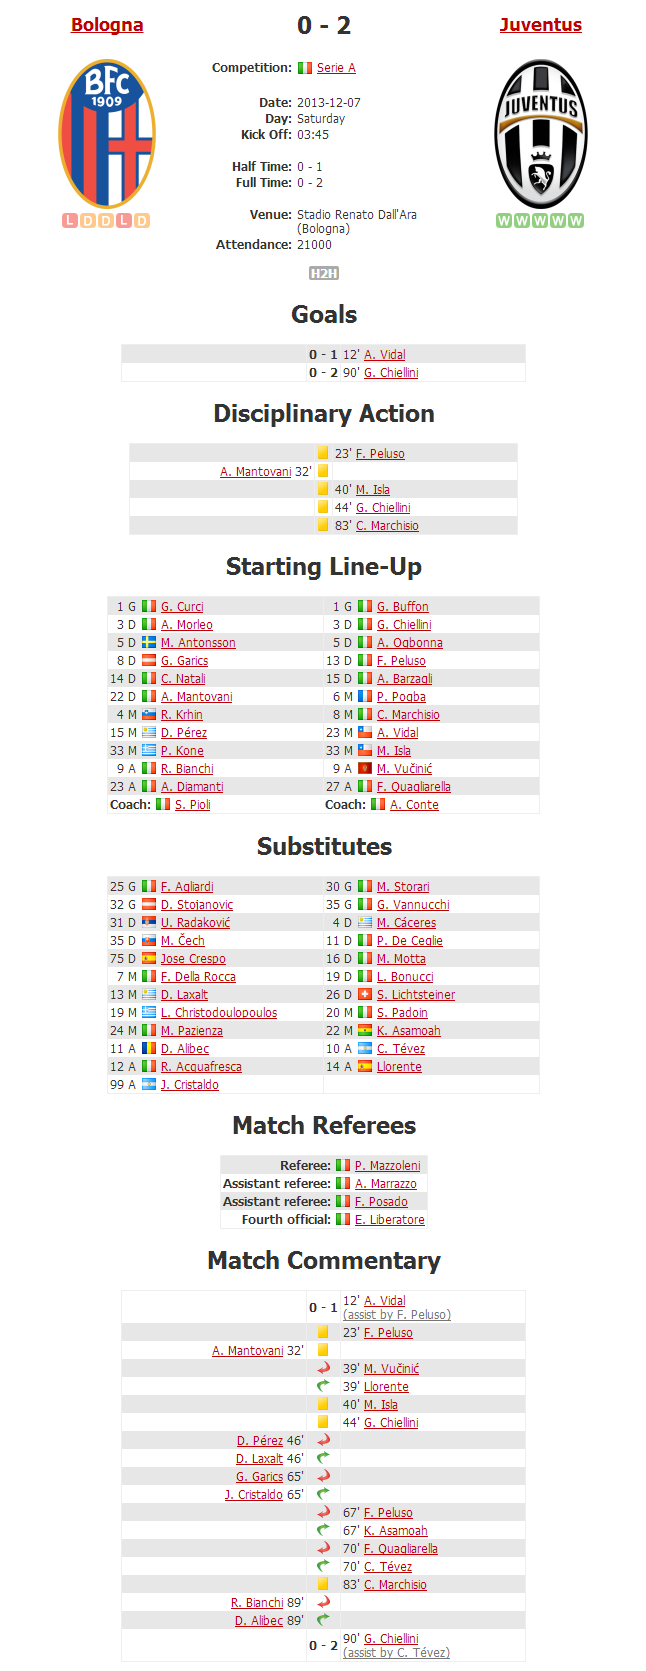 Bologna 0 - 2 Juventus
Competition: Serie A
BFC
1909
JUVENTUS
Date: 2013-12-07
Day: Saturday
Kick Off: 03:45
Half Time: 0 - 1
Full Time: 0 - 2
Venue: Stadio Renato Dall'Ara
(Bologna)
L D D L D
W W W W W
Attendance: 21000
H2H
Goals
0 - 1 12' A. Vidal
0 - 2 90' G. Chiellini
Disciplinary Action
23' F. Peluso
A. Mantovani 32'
40' M. Isla
44' G. Chiellini
83' C. Marchisio
Starting Line-Up
1 G G. Curci 1 G G. Buffon
3 D A. Morleo 3 D G. Chiellini
5 D M. Antonsson 5 D A. Ogbonna
8 D G. Garics 13 D F. Peluso
14 D C. Natali 15 D A. Barzagli
22 D A. Mantovani 6 M P. Pogba
4 M R. Krhin 8 M C. Marchisio
15 M D. Pérez 23 M A. Vidal
33 M P. Kone 33 M M. Isla
9 A R. Bianchi 9 A M. Vučinić
23 A A. Diamanti 27 A F. Quagliarella
Coach: S. Pioli Coach: A. Conte
Substitutes
25 G F. Agliardi 30 G M. Storari
32 G D. Stojanovic 35 G G. Vannucchi
31 D U. Radaković 4 D M. Cáceres
35 D M. Čech 11 D P. De Ceglie
75 D Jose Crespo 16 D M. Motta
7 M F. Della Rocca 19 D L. Bonucci
13 M D. Laxalt 26 D S. Lichtsteiner
19 M L. Christodoulopoulos 20 M S. Padoin
24 M M. Pazienza 22 M K. Asamoah
11 A D. Alibec 10 A C. Tévez
12 A R. Acquafresca 14 A Llorente
99 A J. Cristaldo
Match Referees
Referee: P. Mazzoleni
Assistant referee: A. Marrazzo
Assistant referee: F. Posado
Fourth official: E. Liberatore
Match Commentary
0 - 1 12' A. Vidal
(assist by F. Peluso)
23' F. Peluso
A. Mantovani 32'
39' M. Vučinić
39' Llorente
40' M. Isla
44' G. Chiellini
D. Pérez 46'
D. Laxalt 46'
G. Garics 65'
J. Cristaldo 65'
67' F. Peluso
67' K. Asamoah
70' F. Quagliarella
70' C. Tévez
83' C. Marchisio
R. Bianchi 89'
D. Alibec 89'
0 - 2 90' G. Chiellini
(assist by C. Tévez)